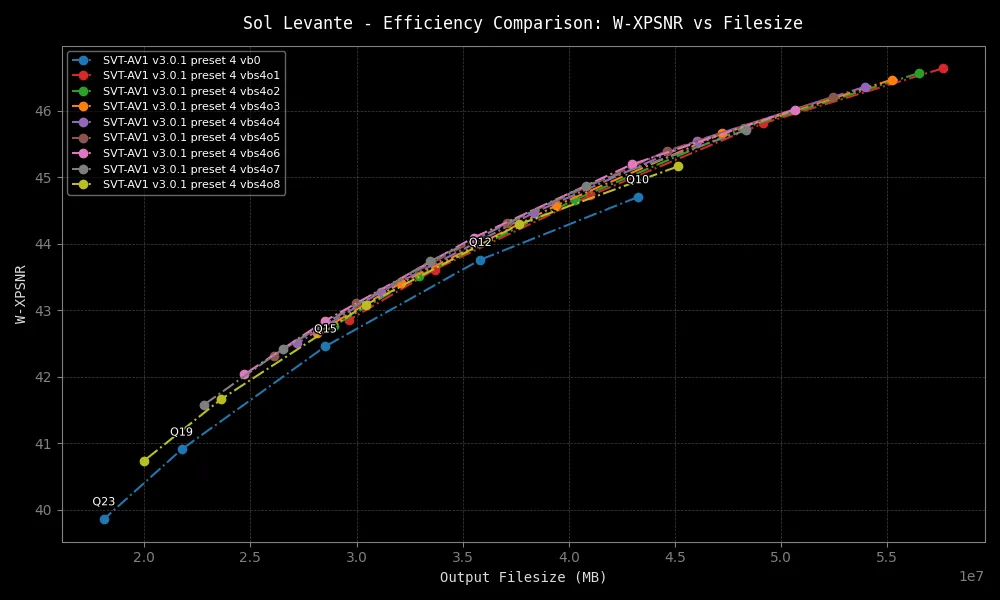 Sol Levante - Efficiency Comparison: W-XPSNR vs Filesize
SVT-AV1 v3.0.1 preset 4 vb0
SVT-AV1 v3.0.1 preset 4 vbs4o1
SVT-AV1 v3.0.1 preset 4 vbs4o2
SVT-AV1 v3.0.1 preset 4 vbs4o3
SVT-AV1 v3.0.1 preset 4 vbs4o4
SVT-AV1 v3.0.1 preset 4 vbs4o5
SVT-AV1 v3.0.1 preset 4 vbs4o6
SVT-AV1 v3.0.1 preset 4 vbs4o7
SVT-AV1 v3.0.1 preset 4 vbs4o8
46
45
44
43
42
41
40
W-XPSNR
Q10
Q12
Q15
Q19
Q23
2.0 2.5 3.0 3.5 4.0 4.5 5.0 5.5
1e7
Output Filesize (MB)